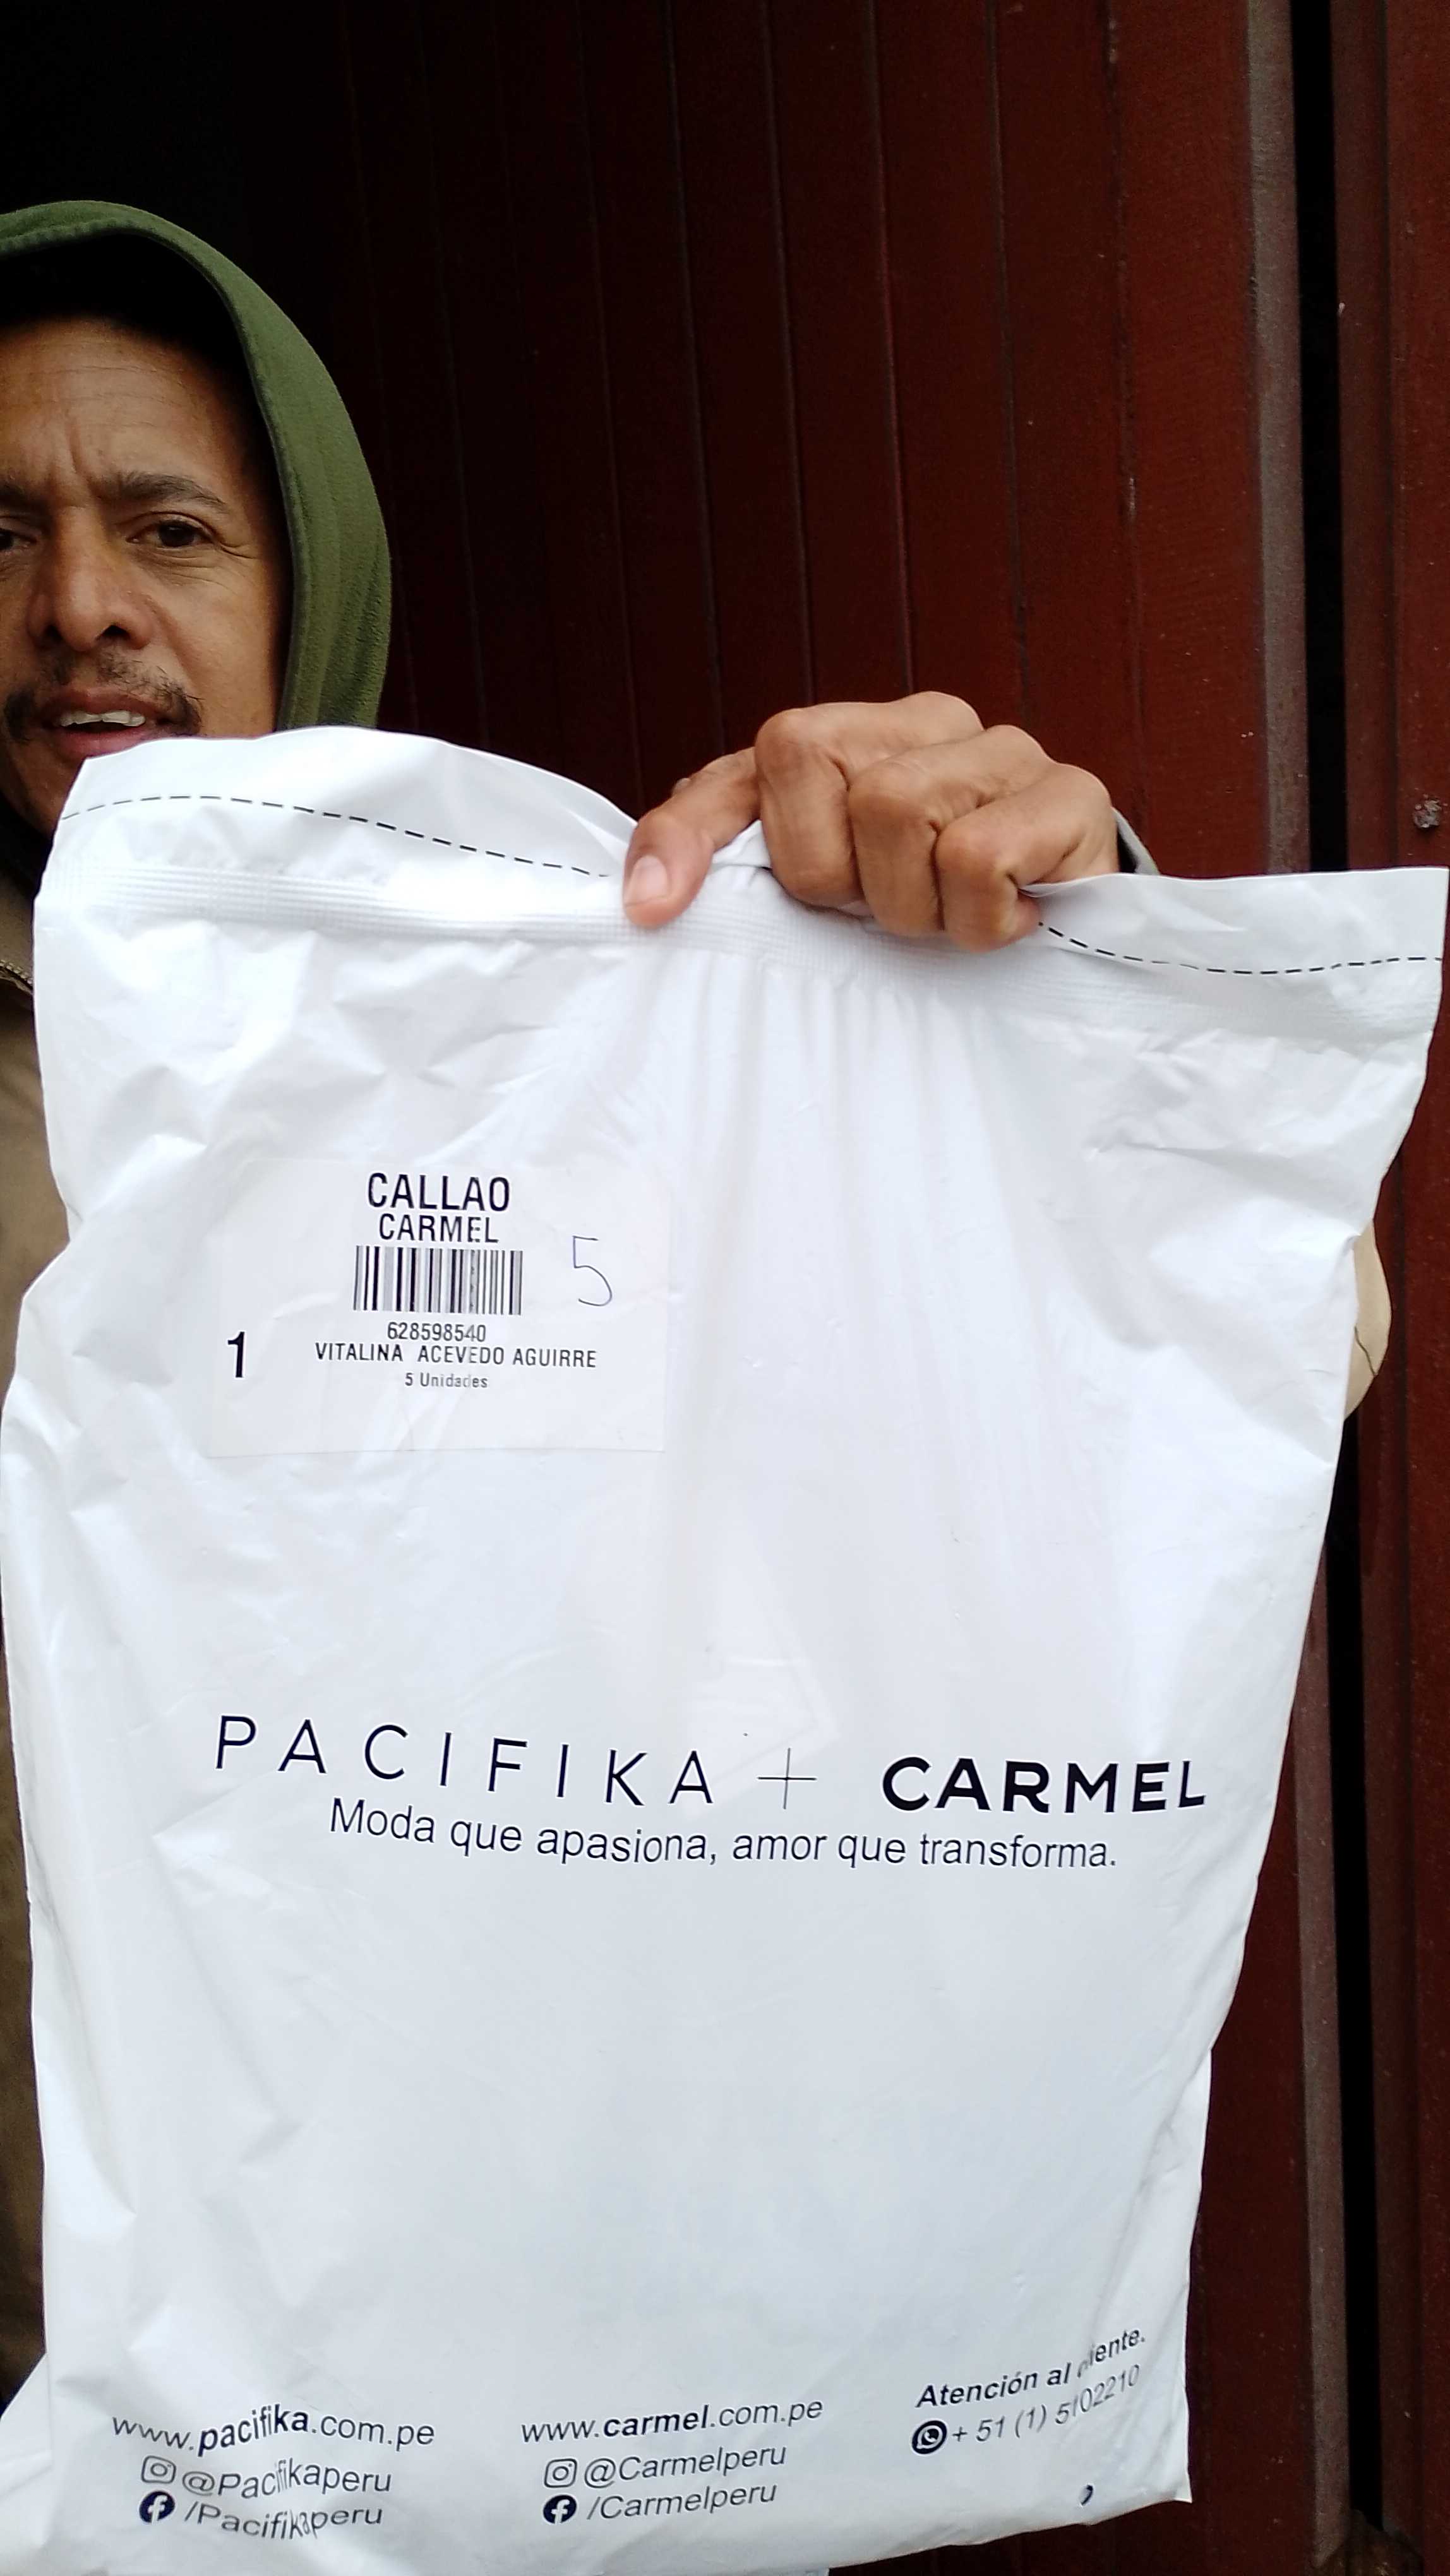 CALLAO
CARMEL
5
628598540
1
VITALINA ACEVEDO AGUIRRE
5 Unidades
PACIFIKA + CARMEL
Moda que apasiona, amor que transforma.
www.pacifika.com.pe
@Pacifikaperu
/Pacifikaperu
www.carmel.com.pe
@Carmelperu
/Carmelperu
Atención al cliente.
+ 51 (1) 5102210